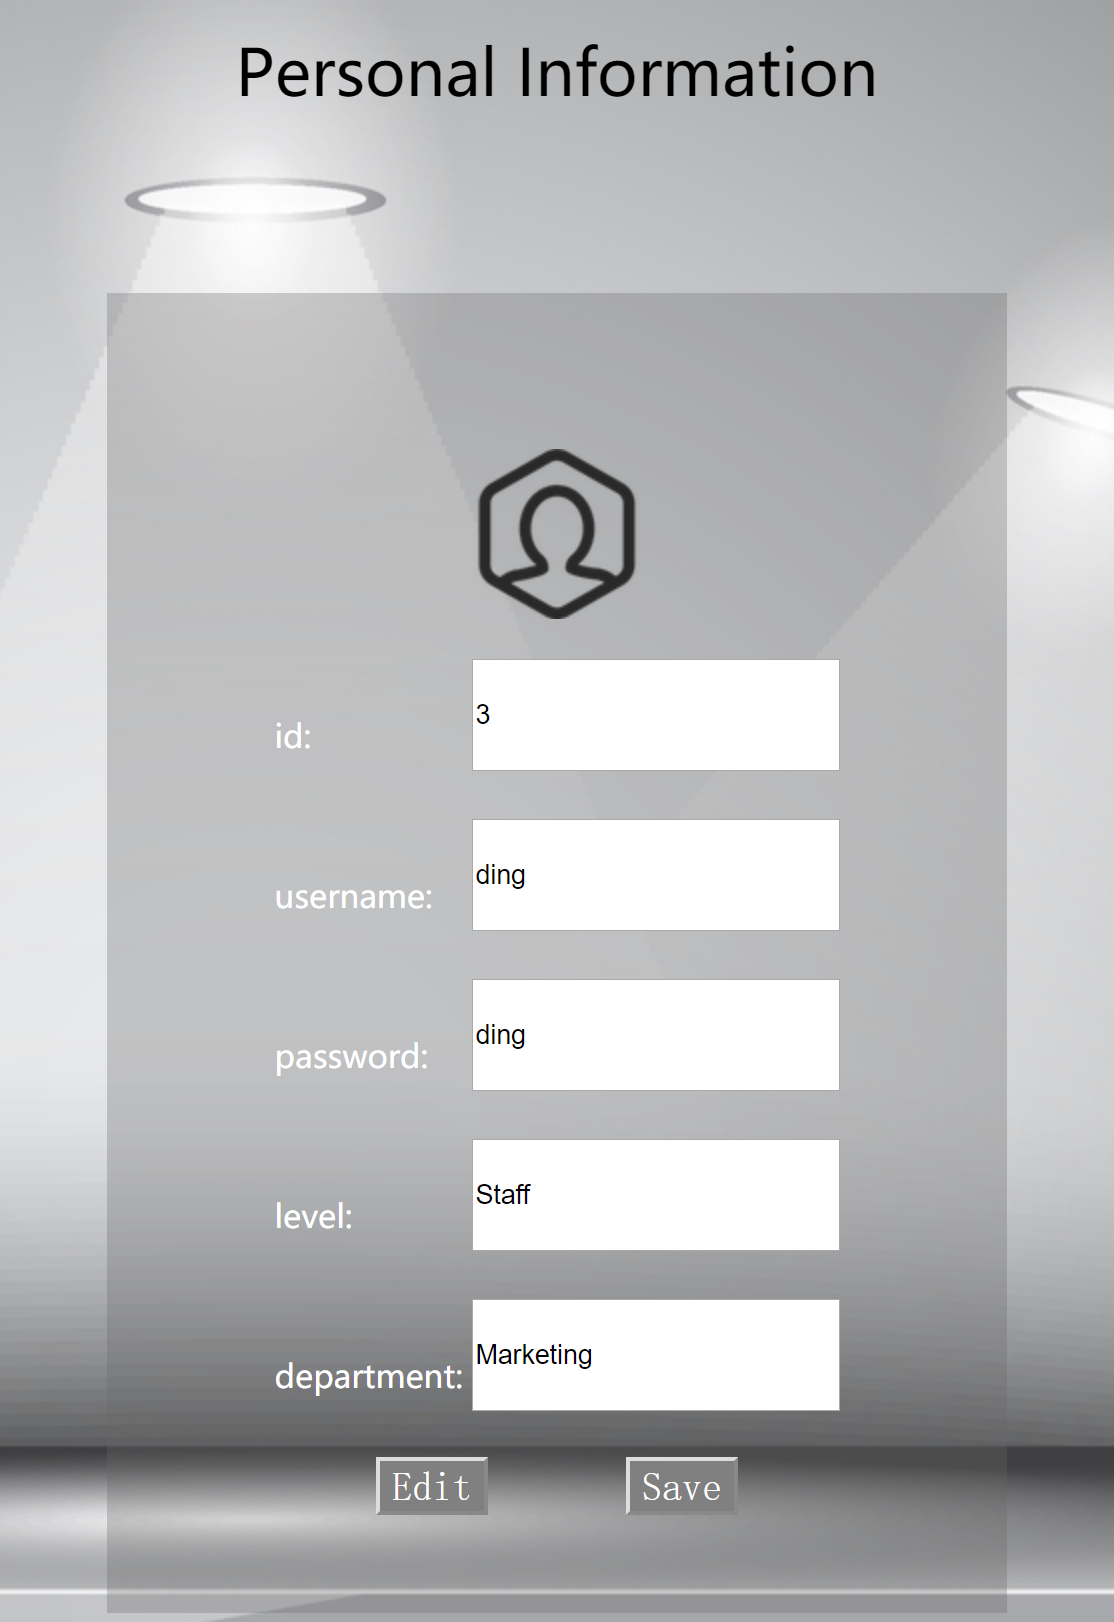 Personal Information
id: 3
username: ding
password: ding
level: Staff
department: Marketing
Edit Save